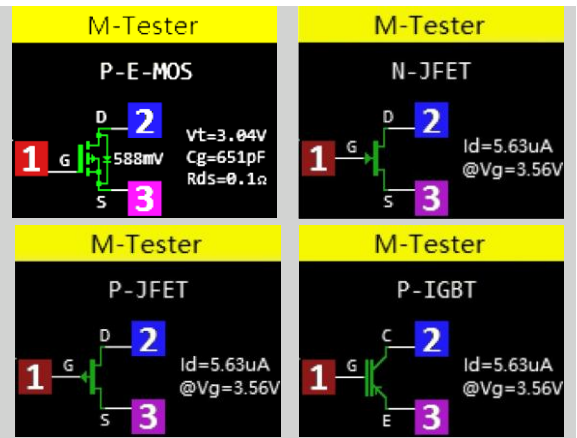 M-Tester
P-E-MOS
D
2
1
G
588mV
Vt=3.04V
Cg=651pF
Rds=0.1Ω
S
3
M-Tester
N-JFET
D
2
1
G
Id=5.63uA
@Vg=3.56V
S
3
M-Tester
P-JFET
D
2
1
G
Id=5.63uA
@Vg=3.56V
S
3
M-Tester
P-IGBT
C
2
1
G
Id=5.63uA
@Vg=3.56V
E
3